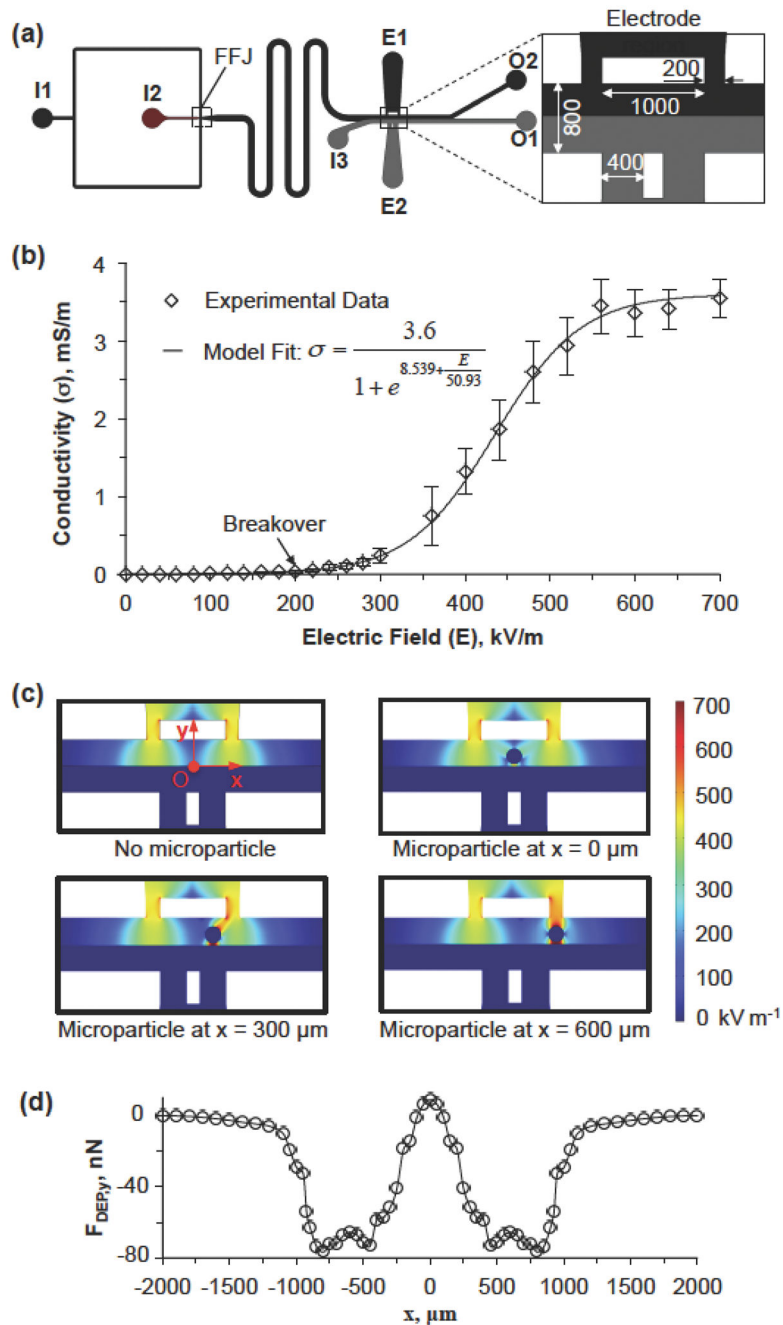 (a)
FFJ
E1
O2
I1
I2
I3
O1
E2
Electrode
200
1000
800
400
(b)
Experimental Data
Model Fit: σ = 3.6 / 1 + e^{8.539 + E/50.93}
Breakover
Conductivity (σ), mS/m
4
3
2
1
0
0 100 200 300 400 500 600 700
Electric Field (E), kV/m
(c)
y
O
x
No microparticle
Microparticle at x = 0 µm
Microparticle at x = 300 µm
Microparticle at x = 600 µm
700
600
500
400
300
200
100
0 kV m⁻¹
(d)
F_{DEP,y}, nN
0
-40
-80
-2000 -1500 -1000 -500 0 500 1000 1500 2000
x, µm